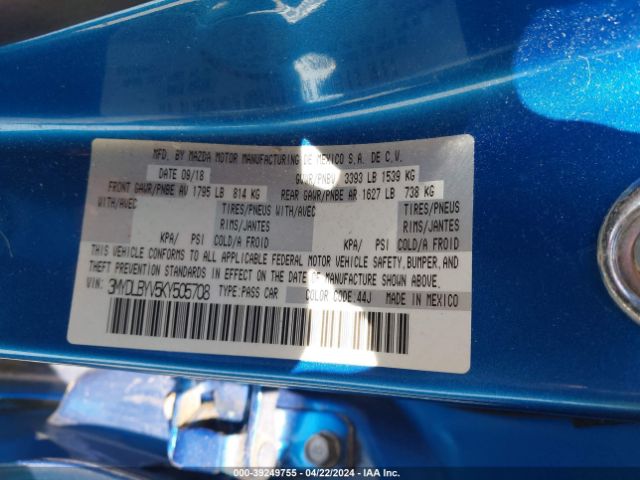 MFD. BY MAZDA MOTOR MANUFACTURING DE MEXICO S.A. DE C.V.
DATE 09/18 GVWR/PNBV 3393 LB 1539 KG
FRONT GAWR/PNBE AV 1795 LB 814 KG REAR GAWR/PNBE AR 1627 LB 738 KG
WITH/AVEC TIRES/PNEUS WITH/AVEC TIRES/PNEUS
RIMS/JANTES RIMS/JANTES
KPA/ PSI COLD/A FROID KPA/ PSI COLD/A FROID
THIS VEHICLE CONFORMS TO ALL APPLICABLE FEDERAL MOTOR VEHICLE SAFETY, BUMPER, AND
THEFT PREVENTION STANDARDS IN EFFECT ON THE DATE OF MANUFACTURE SHOWN ABOVE.
VIN: 3MYDLBYV5KY505708 TYPE:PASS CAR COLOR CODE:44J MADE IN MEXICO
000-39249755 - 04/22/2024 - IAA Inc.